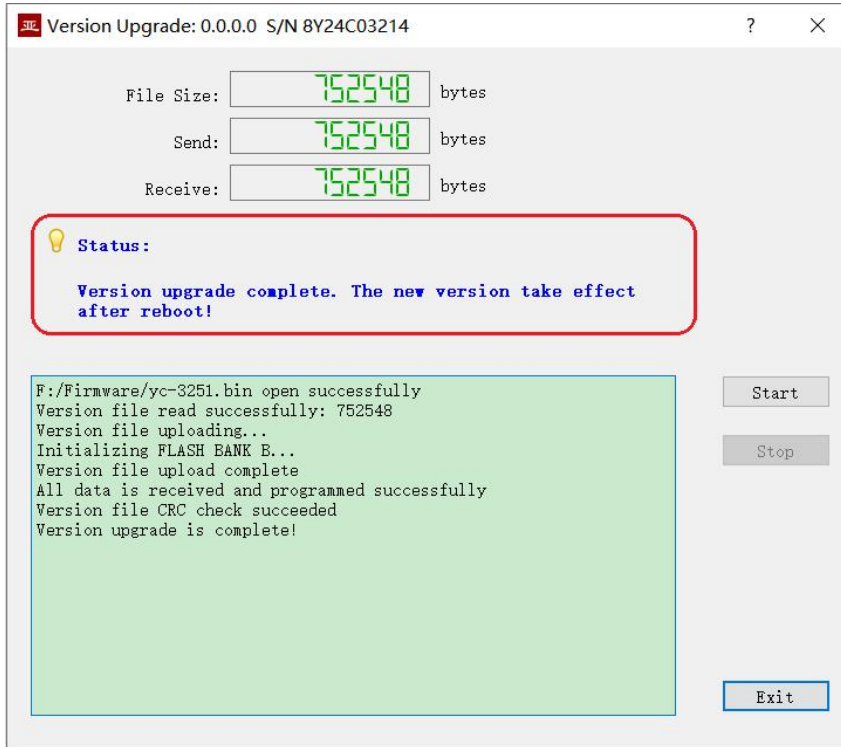 亚 Version Upgrade: 0.0.0.0 S/N 8Y24C03214 ?
File Size: 752548 bytes
Send: 752548 bytes
Receive: 752548 bytes
Status:
Version upgrade complete. The new version take effect
after reboot!
F:/Firmware/yc-3251.bin open successfully
Version file read successfully: 752548
Version file uploading...
Initializing FLASH BANK B...
Version file upload complete
All data is received and programmed successfully
Version file CRC check succeeded
Version upgrade is complete!
Start
Stop
Exit